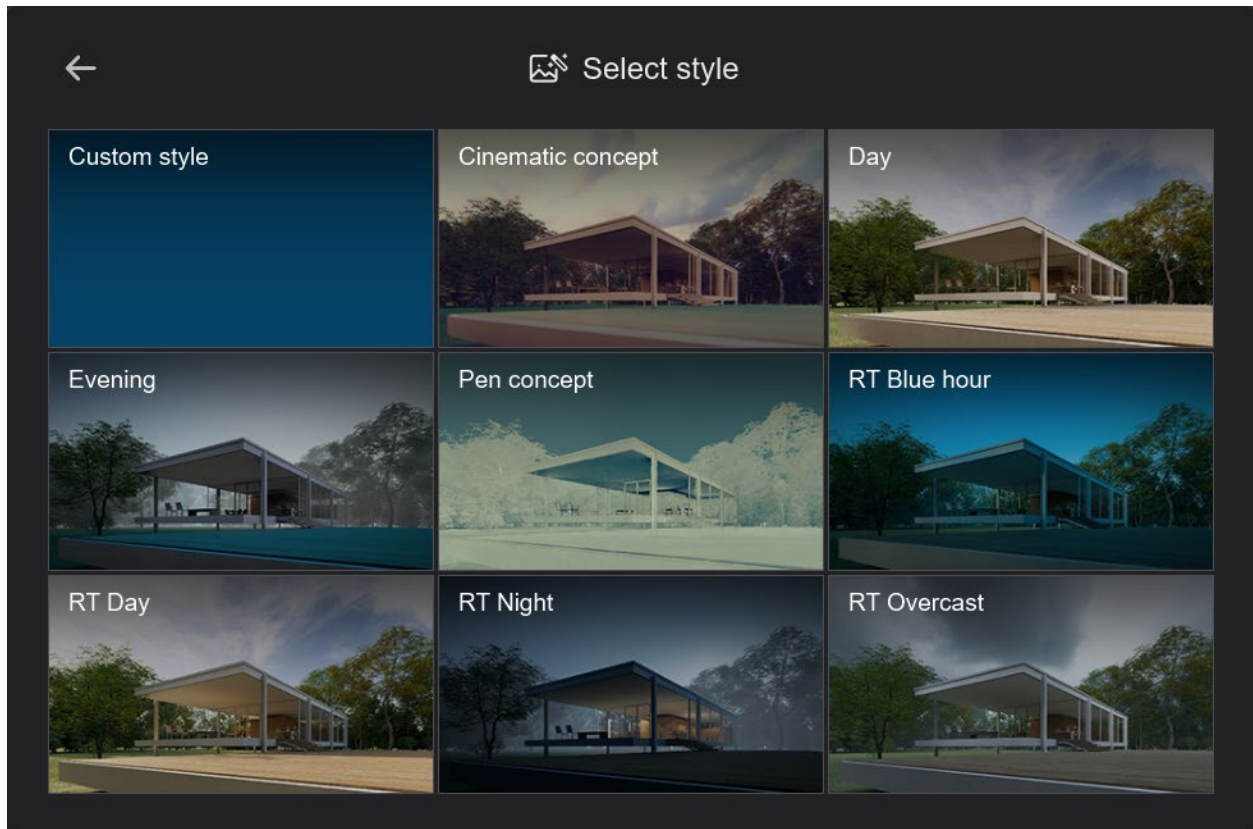 Select style
Custom style
Cinematic concept
Day
Evening
Pen concept
RT Blue hour
RT Day
RT Night
RT Overcast